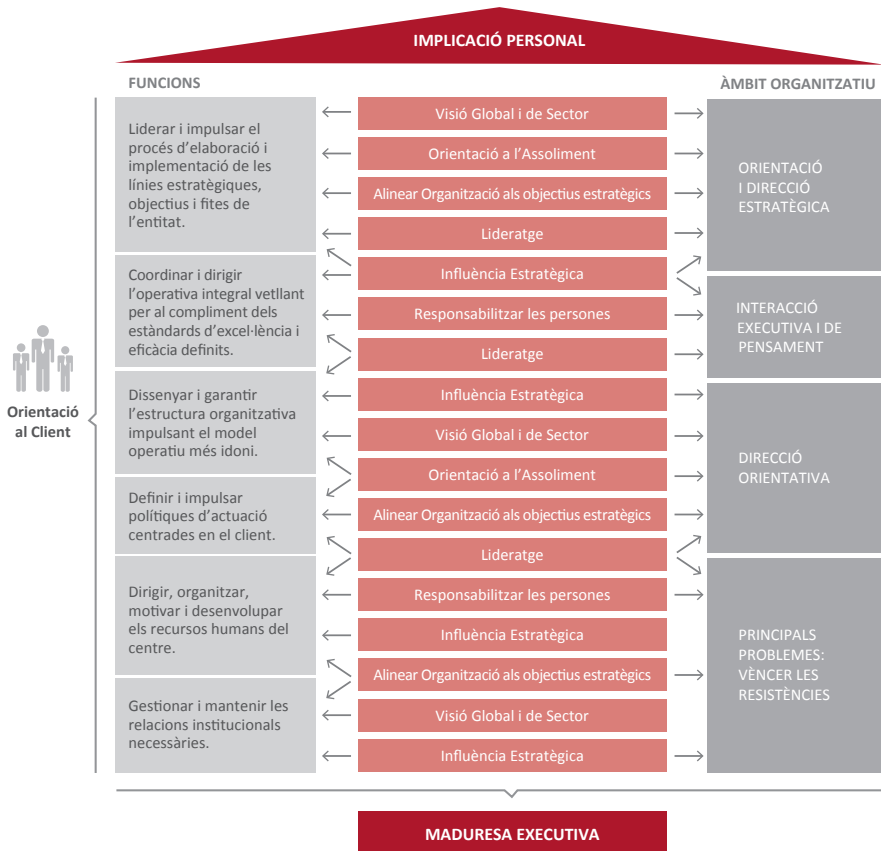 IMPLICACIÓ PERSONAL
FUNCIONS
ÀMBIT ORGANITZATIU
Orientació
al Client
Liderar i impulsar el
procés d'elaboració i
implementació de les
línies estratègiques,
objectius i fites de
l'entitat.
Coordinar i dirigir
l'operativa integral vetllant
per al compliment dels
estàndards d'excel·lència i
eficàcia definits.
Dissenyar i garantir
l'estructura organitzativa
impulsant el model
operatiu més idoni.
Definir i impulsar
polítiques d'actuació
centrades en el client.
Dirigir, organitzar,
motivar i desenvolupar
els recursos humans del
centre.
Gestionar i mantenir les
relacions institucionals
necessàries.
Visió Global i de Sector
Orientació a l'Assoliment
Alinear Organització als objectius estratègics
Lideratge
Influència Estratègica
Responsabilitzar les persones
Lideratge
Influència Estratègica
Visió Global i de Sector
Orientació a l'Assoliment
Alinear Organització als objectius estratègics
Lideratge
Responsabilitzar les persones
Influència Estratègica
Alinear Organització als objectius estratègics
Visió Global i de Sector
Influència Estratègica
ORIENTACIÓ
I DIRECCIÓ
ESTRATÈGICA
INTERACCIÓ
EXECUTIVA I DE
PENSAMENT
DIRECCIÓ
ORIENTATIVA
PRINCIPALS
PROBLEMES:
VÈNCER LES
RESISTÈNCIES
MADURESA EXECUTIVA